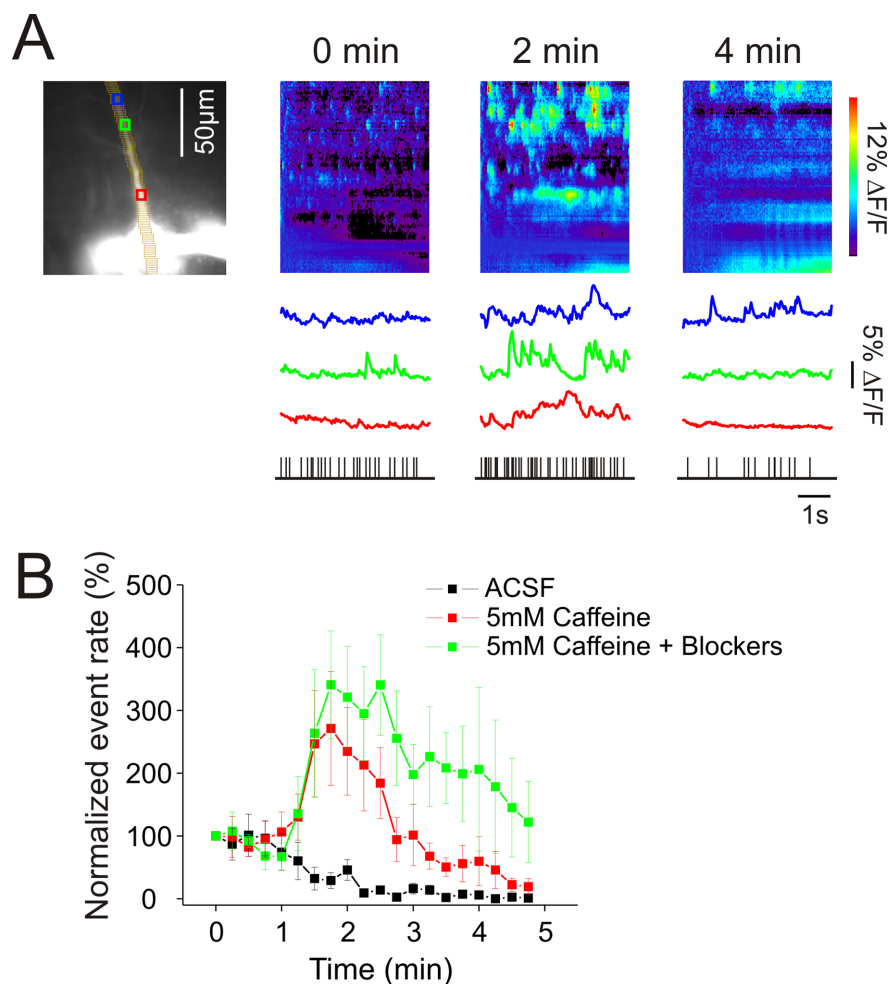 A
0 min
2 min
4 min
50µm
12% ΔF/F
5% ΔF/F
1s
B
Normalized event rate (%)
500
400
300
200
100
0
ACSF
5mM Caffeine
5mM Caffeine + Blockers
0 1 2 3 4 5
Time (min)